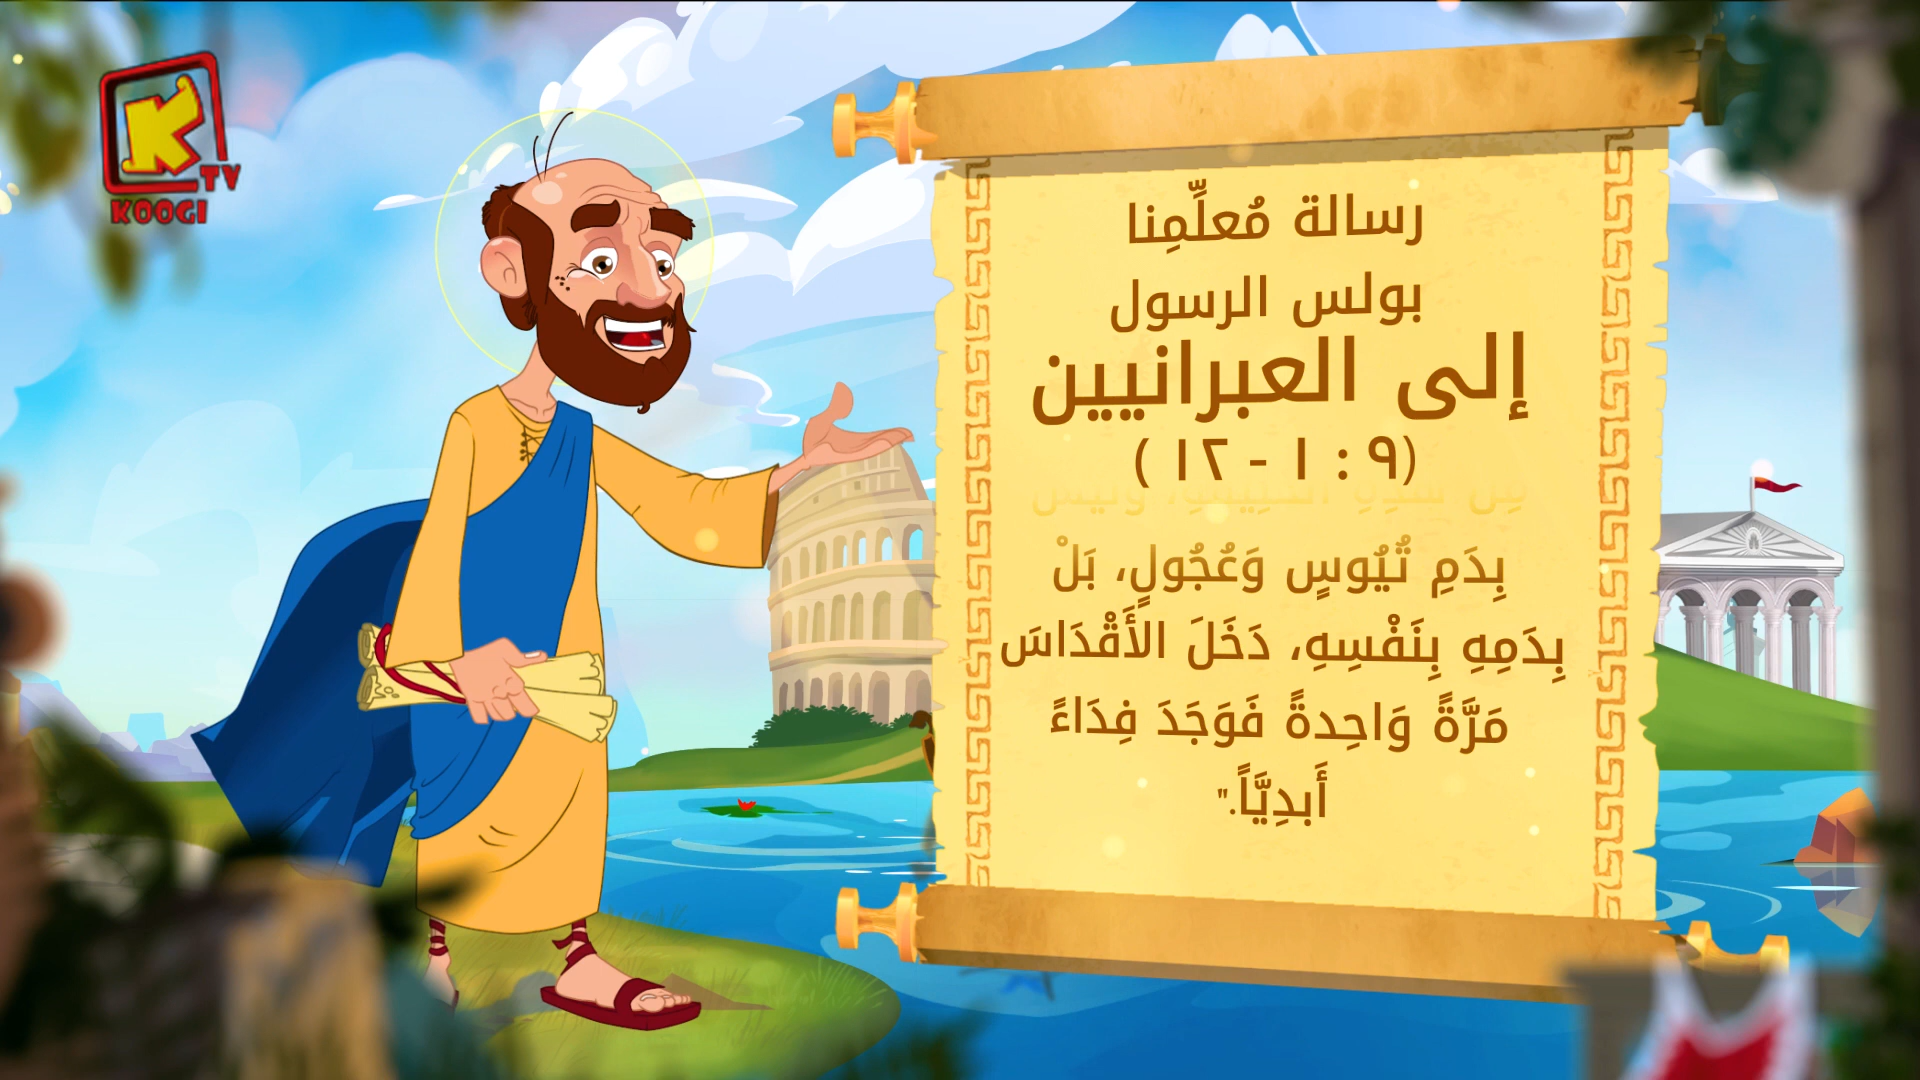 K
TV
KOOGI
رسالة مُعلِّمِنا
بولس الرسول
إلى العبرانيين
(٩ : ١ - ١٢ )
بِدَمِ تُيُوسٍ وَعُجُولٍ، بَلْ
بِدَمِهِ بِنَفْسِهِ، دَخَلَ الأَقْدَاسَ
مَرَّةً وَاحِدةً فَوَجَدَ فِدَاءً
أَبدِيَّاً."